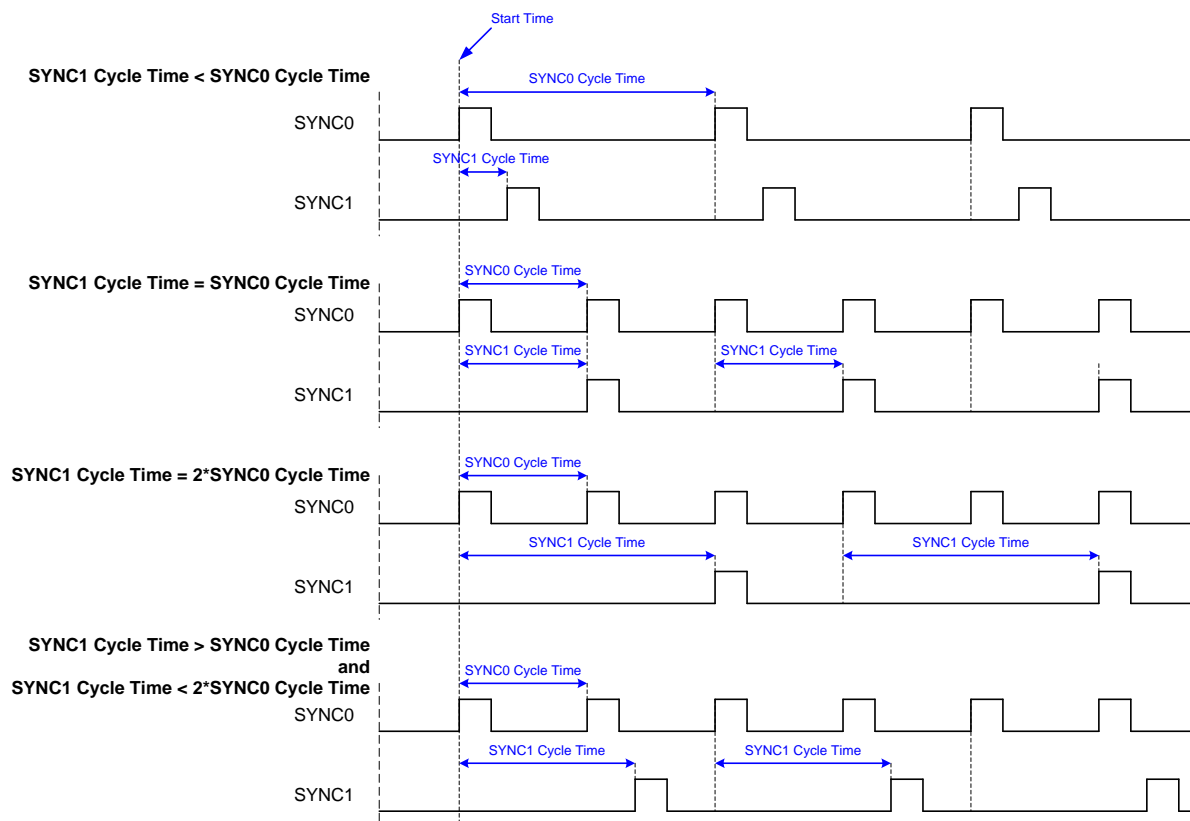 Start Time
SYNC1 Cycle Time < SYNC0 Cycle Time
SYNC0 Cycle Time
SYNC0
SYNC1 Cycle Time
SYNC1
SYNC1 Cycle Time = SYNC0 Cycle Time
SYNC0 Cycle Time
SYNC0
SYNC1 Cycle Time
SYNC1 Cycle Time
SYNC1
SYNC1 Cycle Time = 2*SYNC0 Cycle Time
SYNC0 Cycle Time
SYNC0
SYNC1 Cycle Time
SYNC1 Cycle Time
SYNC1
SYNC1 Cycle Time > SYNC0 Cycle Time
and
SYNC1 Cycle Time < 2*SYNC0 Cycle Time
SYNC0 Cycle Time
SYNC0
SYNC1 Cycle Time
SYNC1 Cycle Time
SYNC1